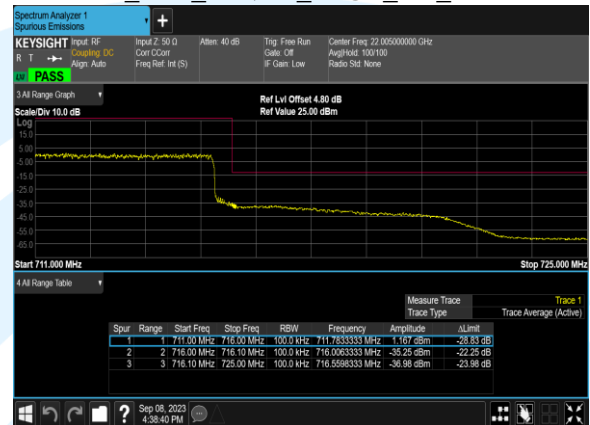 Spectrum Analyzer 1
Spurious Emissions
KEYSIGHT Input: RF Input Z: 50 Ω Atten: 40 dB Trig: Free Run Center Freq: 22.005000000 GHz
R T Coupling: DC Corr CCorr Gate: Off Avg|Hold: 100/100
Align: Auto Freq Ref: Int (S) IF Gain: Low Radio Std: None
LV PASS
3 All Range Graph
Ref Lvl Offset 4.80 dB
Scale/Div 10.0 dB Ref Value 25.00 dBm
Log
15.0
5.00
-5.00
-15.0
-25.0
-35.0
-45.0
-55.0
-65.0
Start 711.000 MHz Stop 725.000 MHz
4 All Range Table
Measure Trace Trace 1
Trace Type Trace Average (Active)
Spur Range Start Freq Stop Freq RBW Frequency Amplitude ΔLimit
1 1 711.00 MHz 716.00 MHz 100.0 kHz 711.7833333 MHz 1.167 dBm -28.83 dB
2 2 716.00 MHz 716.10 MHz 100.0 kHz 716.0063333 MHz -35.25 dBm -22.25 dB
3 3 716.10 MHz 725.00 MHz 100.0 kHz 716.5598333 MHz -36.98 dBm -23.98 dB
Sep 08, 2023
4:38:40 PM